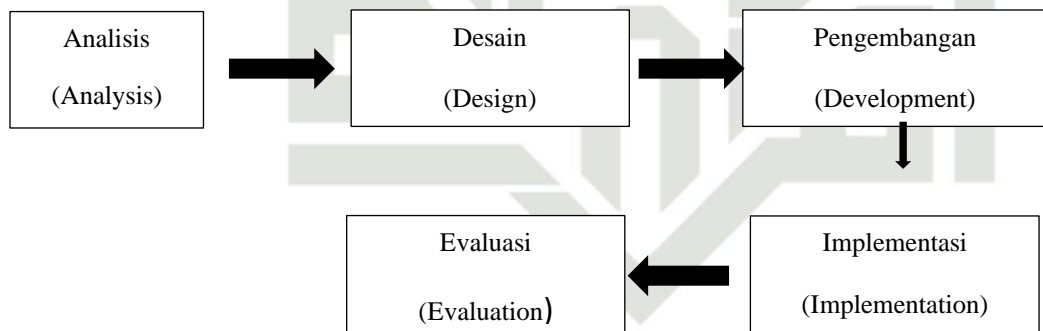 Analisis
(Analysis)
Desain
(Design)
Pengembangan
(Development)
Implementasi
(Implementation)
Evaluasi
(Evaluation)